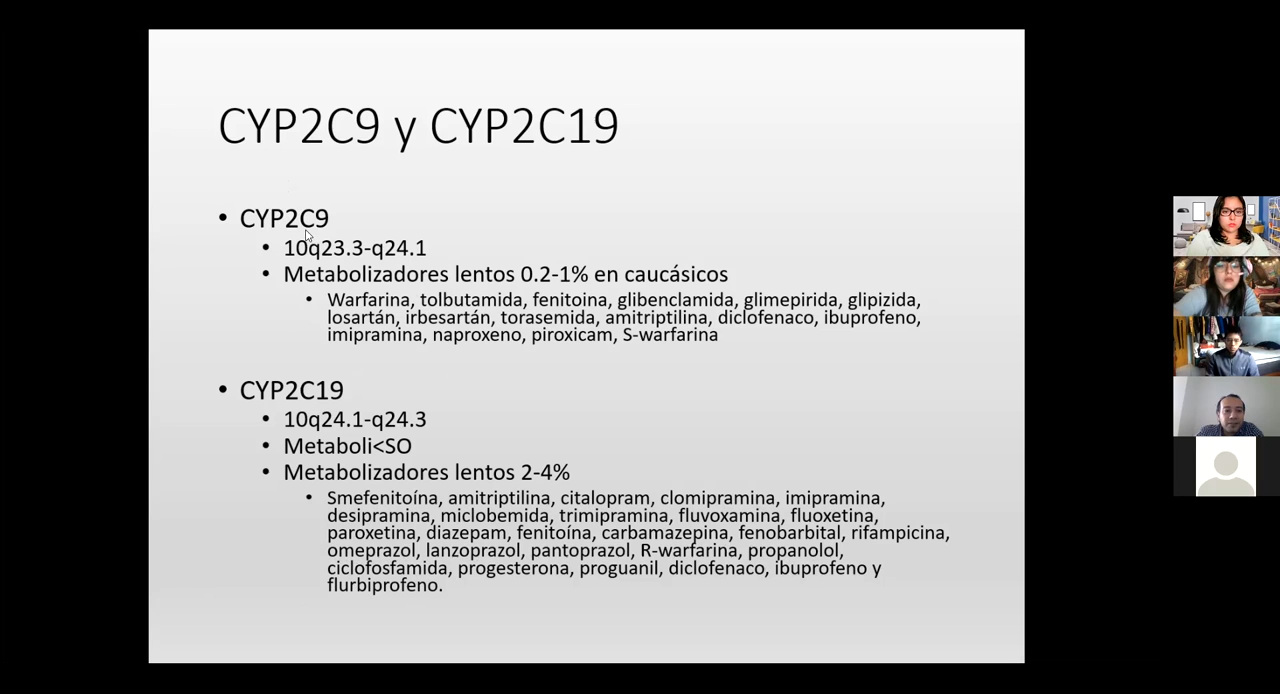 CYP2C9 y CYP2C19
• CYP2C9
• 10q23.3-q24.1
• Metabolizadores lentos 0.2-1% en caucásicos
• Warfarina, tolbutamida, fenitoina, glibenclamida, glimepirida, glipizida,
losartán, irbesartán, torasemida, amitriptilina, diclofenaco, ibuprofeno,
imipramina, naproxeno, piroxicam, S-warfarina
• CYP2C19
• 10q24.1-q24.3
• Metaboli<SO
• Metabolizadores lentos 2-4%
• Smefenitoína, amitriptilina, citalopram, clomipramina, imipramina,
desipramina, miclobemida, trimipramina, fluvoxamina, fluoxetina,
paroxetina, diazepam, fenitoína, carbamazepina, fenobarbital, rifampicina,
omeprazol, lanzoprazol, pantoprazol, R-warfarina, propanolol,
ciclofosfamida, progesterona, proguanil, diclofenaco, ibuprofeno y
flurbiprofeno.